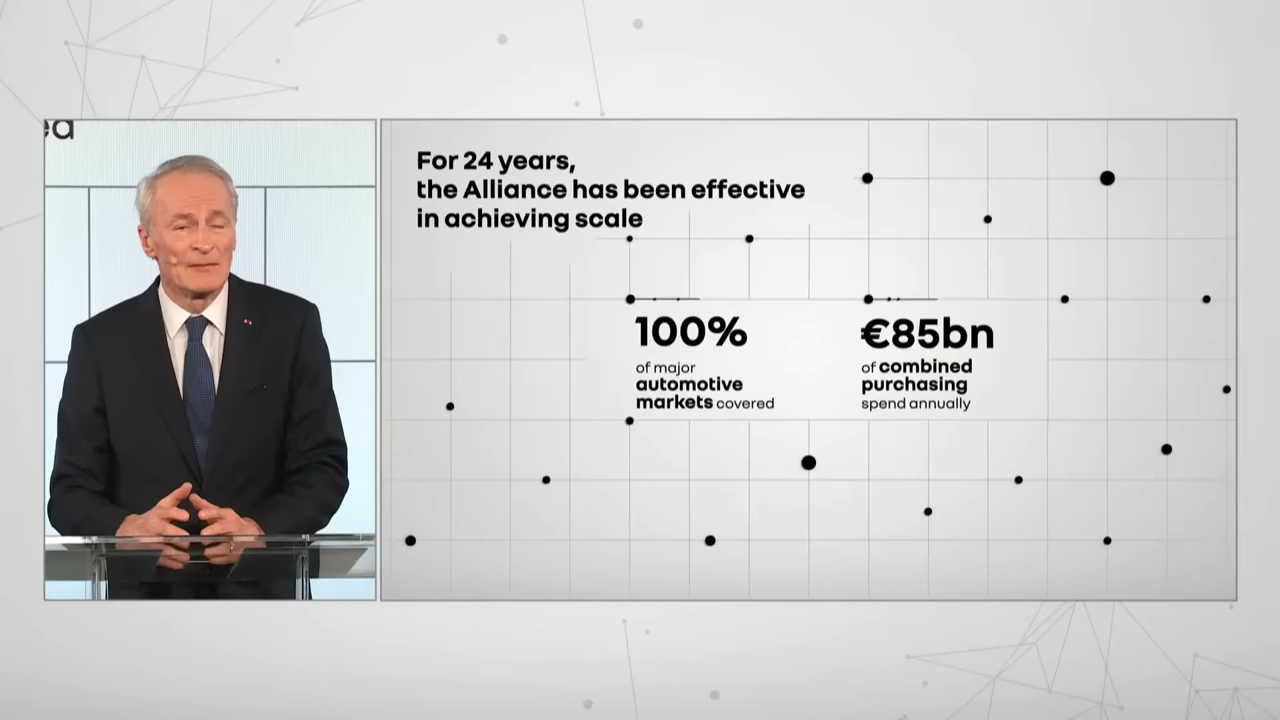 For 24 years,
the Alliance has been effective
in achieving scale
100%
of major
automotive
markets covered
€85bn
of combined
purchasing
spend annually